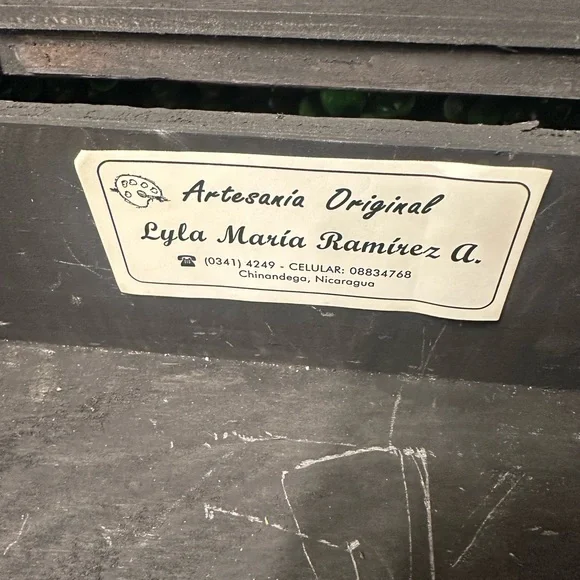 Artesanía Original
Lyla María Ramírez A.
☎ (0341) 4249 - CELULAR: 08834768
Chinandega, Nicaragua